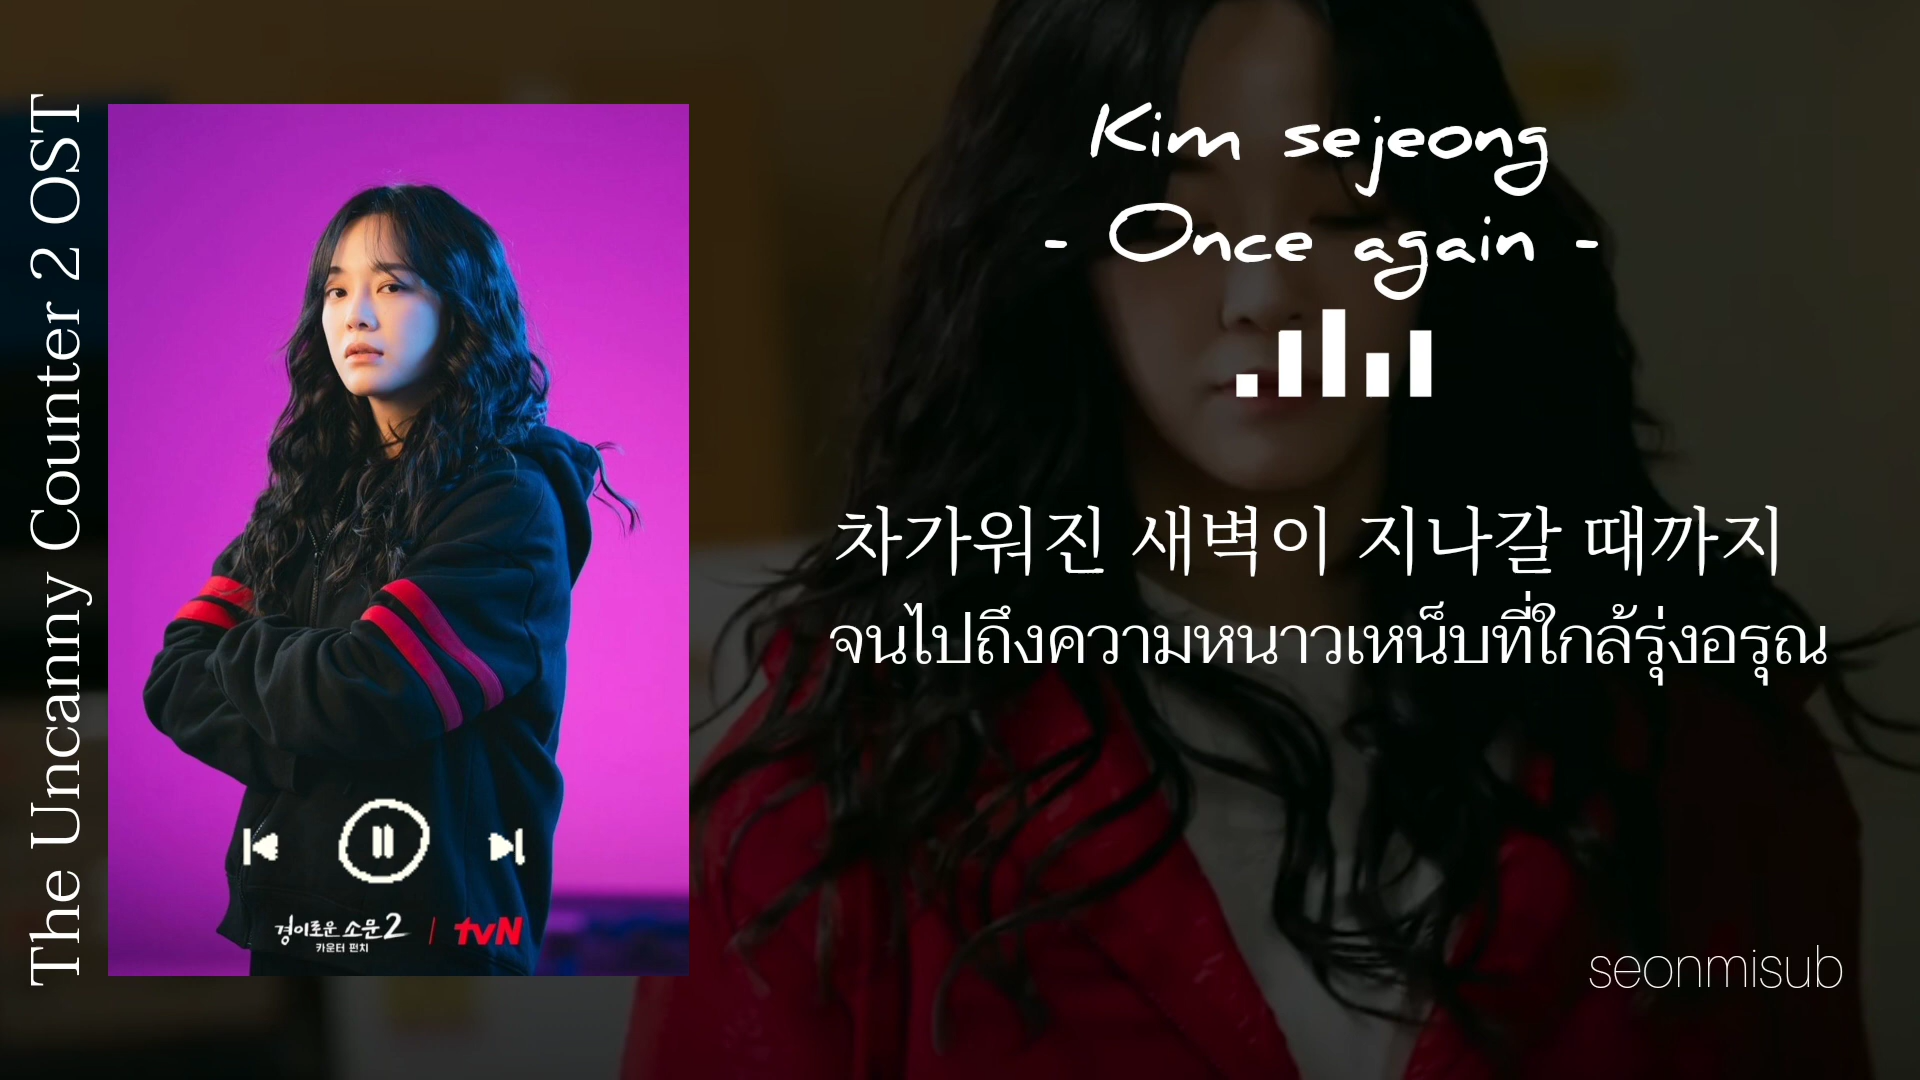 The Uncanny Counter 2 OST
경이로운 소문2
카운터 펀치
tvN
Kim sejeong
- Once again -
차가워진 새벽이 지나갈 때까지
จนไปถึงความหนาวเหน็บที่ใกล้รุ่งอรุณ
seonmisub